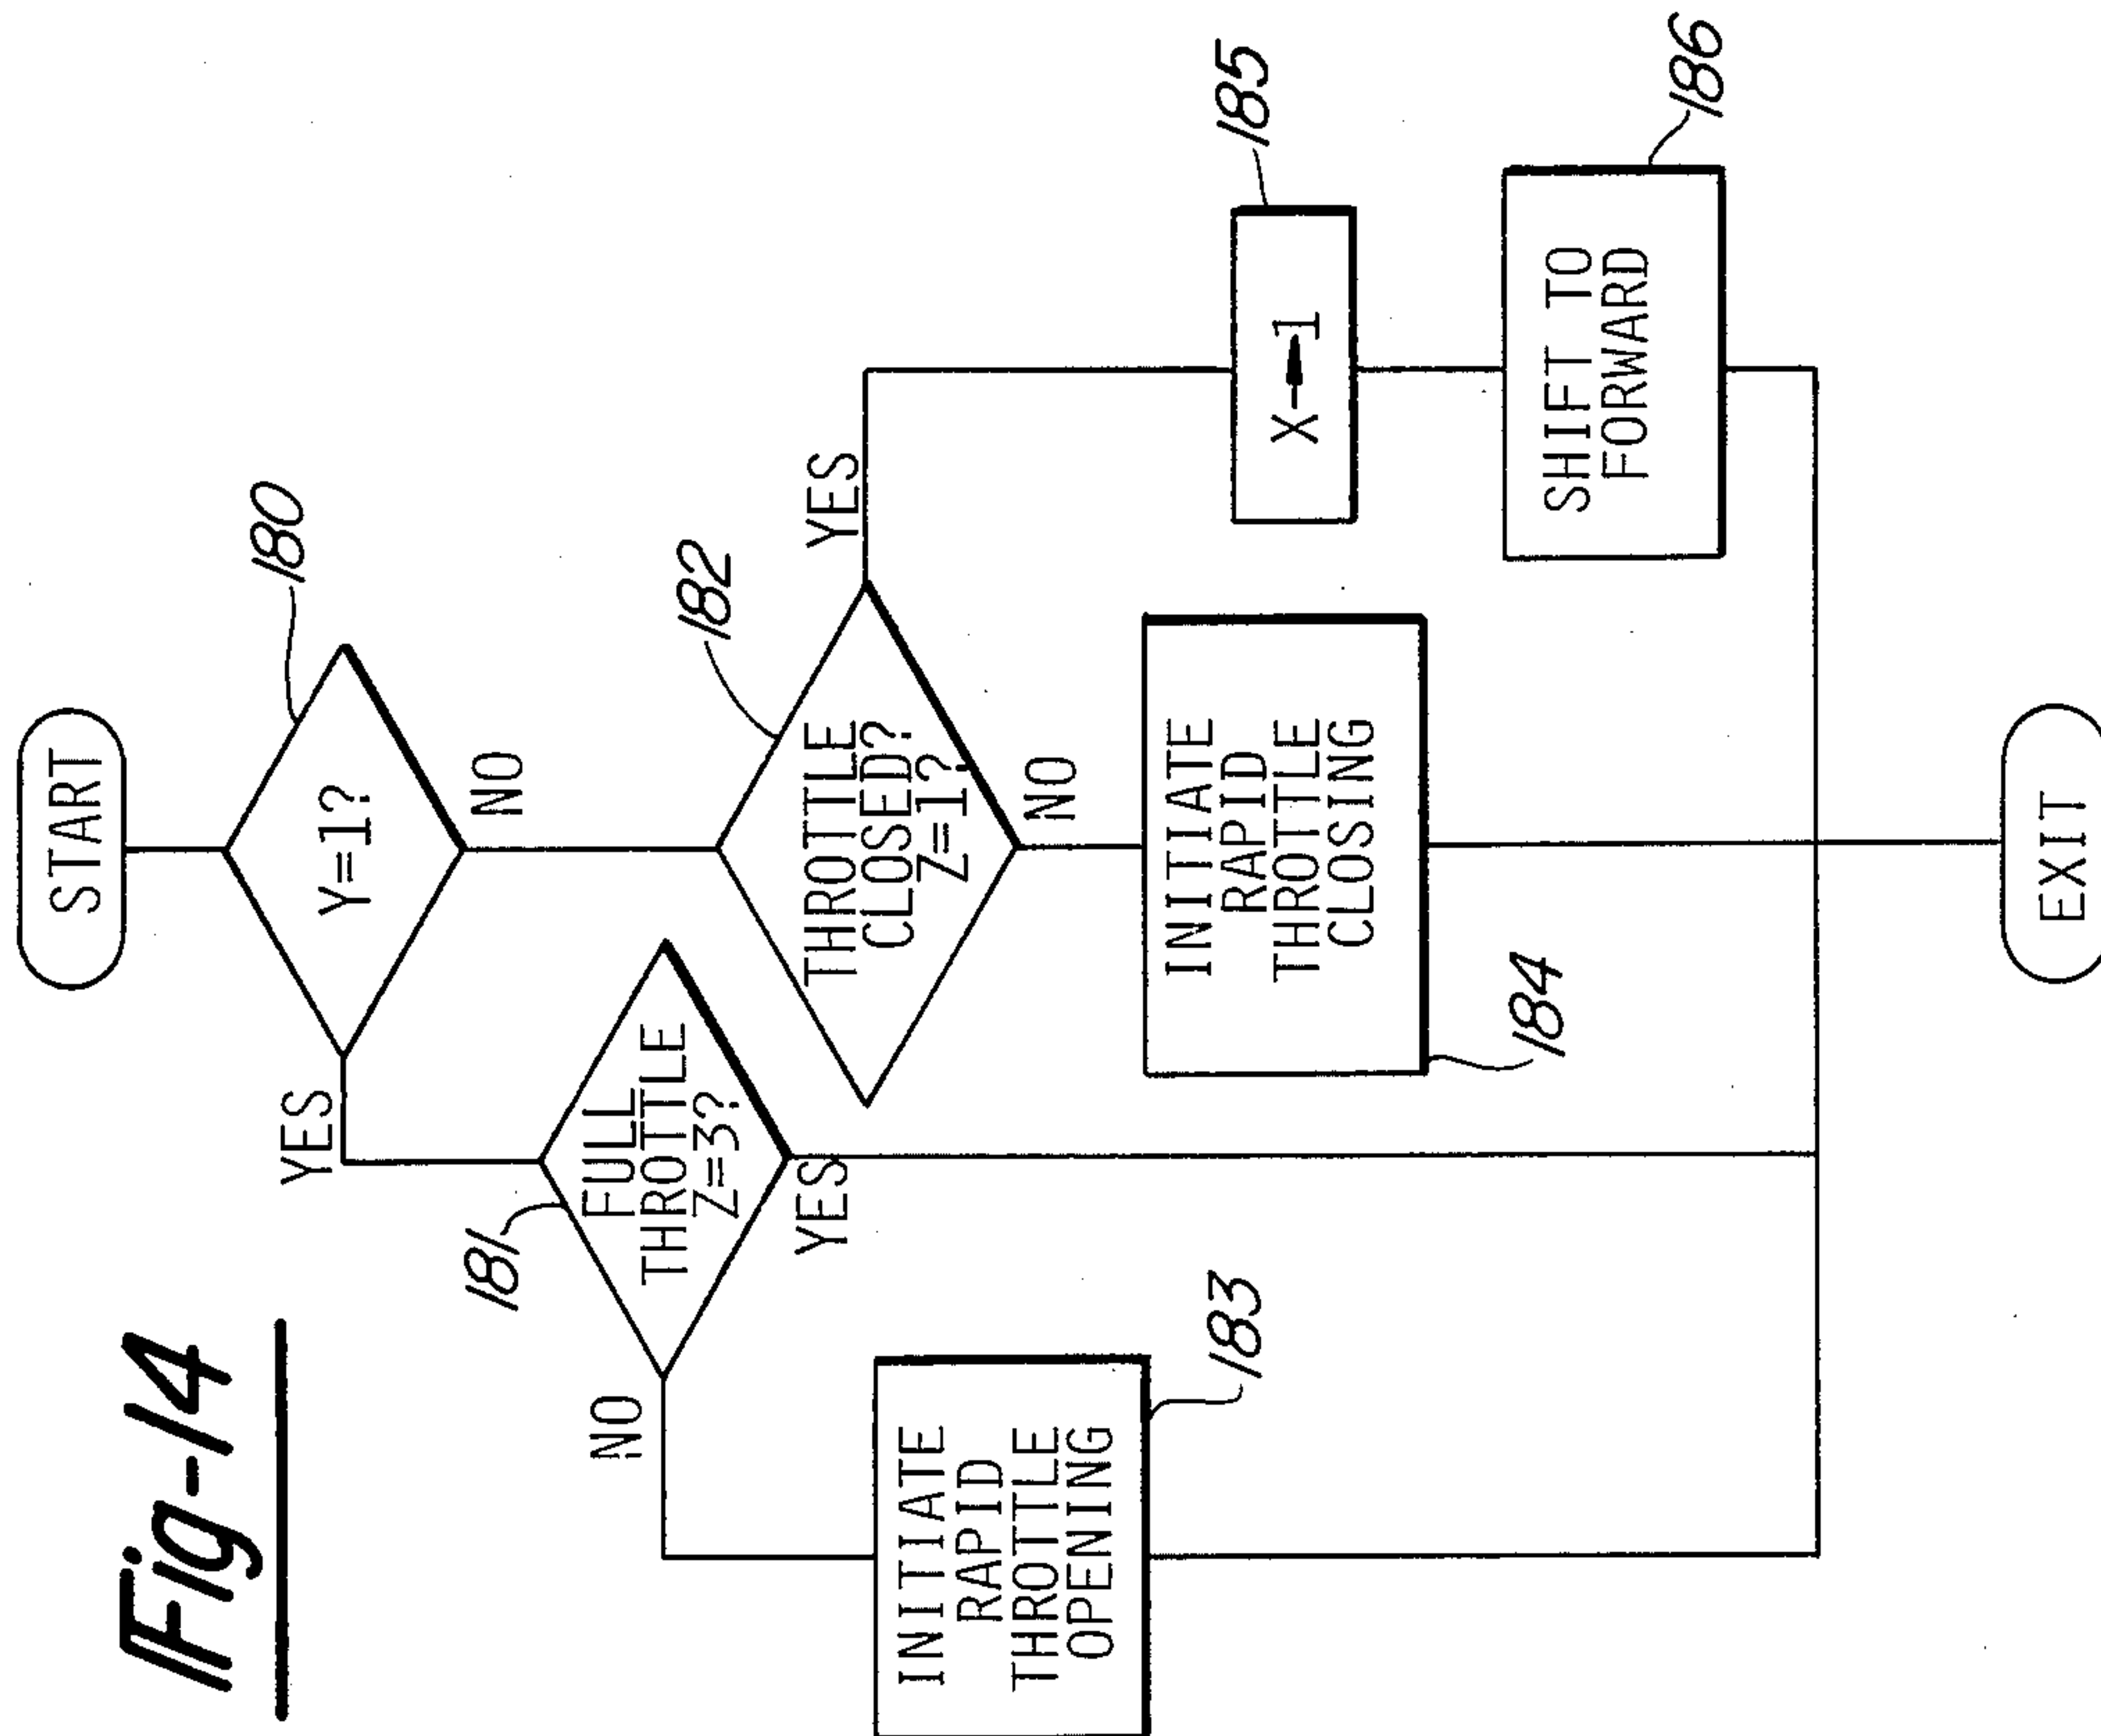 Fig-14
START
180
Y=1?
YES
NO
181
FULL
THROTTLE
Z=3?
NO
YES
182
THROTTLE
CLOSED?
Z=1?
YES
NO
183
INITIATE
RAPID
THROTTLE
OPENING
INITIATE
RAPID
THROTTLE
CLOSING
184
185
X→1
186
SHIFT TO
FORWARD
EXIT